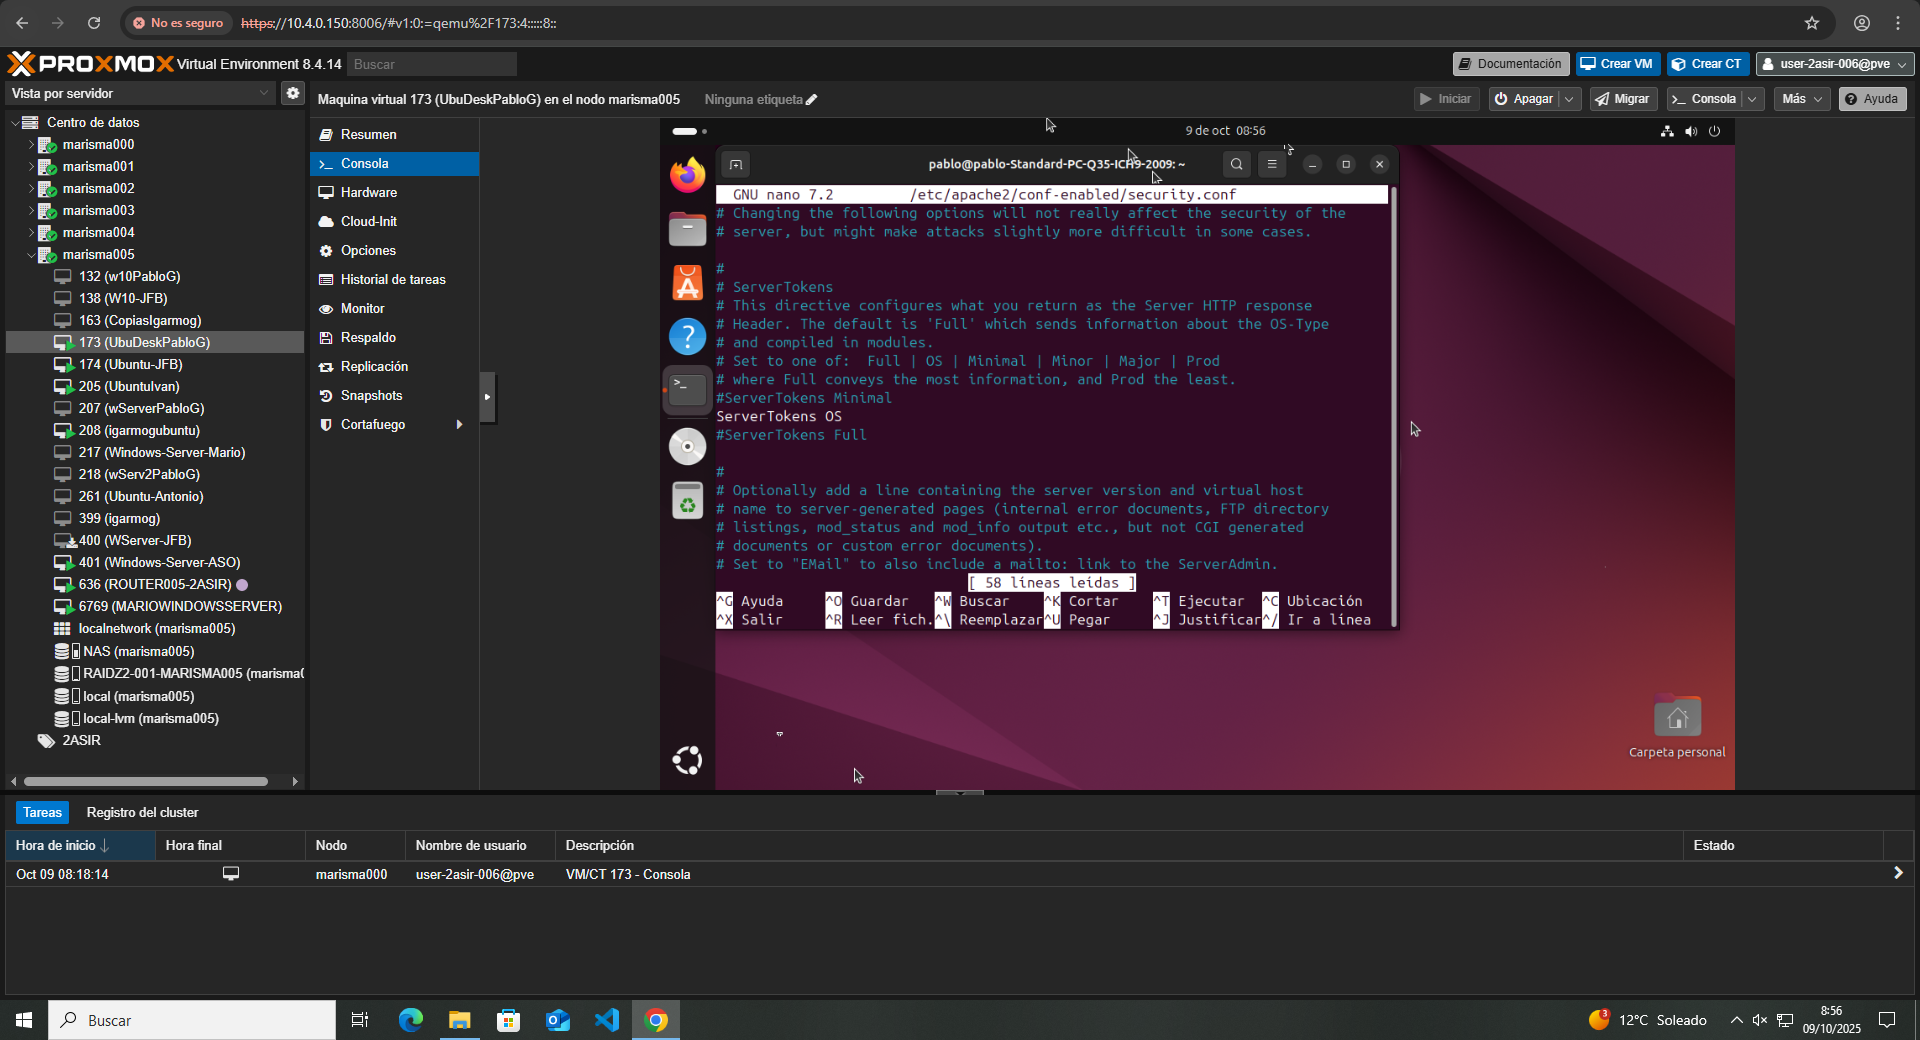 No es seguro https://10.4.0.150:8006/#v1:0:=qemu%2F173:4:::::8::
PROXMOX Virtual Environment 8.4.14 Buscar
Documentación Crear VM Crear CT user-2asir-006@pve
Vista por servidor
Maquina virtual 173 (UbuDeskPabloG) en el nodo marisma005 Ninguna etiqueta
Iniciar Apagar Migrar Consola Más Ayuda
Centro de datos
marisma000
marisma001
marisma002
marisma003
marisma004
marisma005
132 (w10PabloG)
138 (W10-JFB)
163 (CopiasIgarmog)
173 (UbuDeskPabloG)
174 (Ubuntu-JFB)
205 (UbuntuIvan)
207 (wServerPabloG)
208 (igarmogubuntu)
217 (Windows-Server-Mario)
218 (wServ2PabloG)
261 (Ubuntu-Antonio)
399 (igarmog)
400 (WServer-JFB)
401 (Windows-Server-ASO)
636 (ROUTER005-2ASIR)
6769 (MARIOWINDOWSSERVER)
localnetwork (marisma005)
NAS (marisma005)
RAIDZ2-001-MARISMA005 (marisma0
local (marisma005)
local-lvm (marisma005)
2ASIR
Resumen
Consola
Hardware
Cloud-Init
Opciones
Historial de tareas
Monitor
Respaldo
Replicación
Snapshots
Cortafuego
9 de oct 08:56
pablo@pablo-Standard-PC-Q35-ICH9-2009: ~
GNU nano 7.2 /etc/apache2/conf-enabled/security.conf
# Changing the following options will not really affect the security of the
# server, but might make attacks slightly more difficult in some cases.
#
# ServerTokens
# This directive configures what you return as the Server HTTP response
# Header. The default is 'Full' which sends information about the OS-Type
# and compiled in modules.
# Set to one of:  Full | OS | Minimal | Minor | Major | Prod
# where Full conveys the most information, and Prod the least.
#ServerTokens Minimal
ServerTokens OS
#ServerTokens Full
#
# Optionally add a line containing the server version and virtual host
# name to server-generated pages (internal error documents, FTP directory
# listings, mod_status and mod_info output etc., but not CGI generated
# documents or custom error documents).
# Set to "EMail" to also include a mailto: link to the ServerAdmin.
[ 58 líneas leídas ]
^G Ayuda ^O Guardar ^W Buscar ^K Cortar ^T Ejecutar ^C Ubicación
^X Salir ^R Leer fich. ^\ Reemplazar ^U Pegar ^J Justificar ^/ Ir a línea
Carpeta personal
Tareas Registro del cluster
Hora de inicio Hora final Nodo Nombre de usuario Descripción Estado
Oct 09 08:18:14 marisma000 user-2asir-006@pve VM/CT 173 - Consola
Buscar
3 12°C Soleado
8:56
09/10/2025